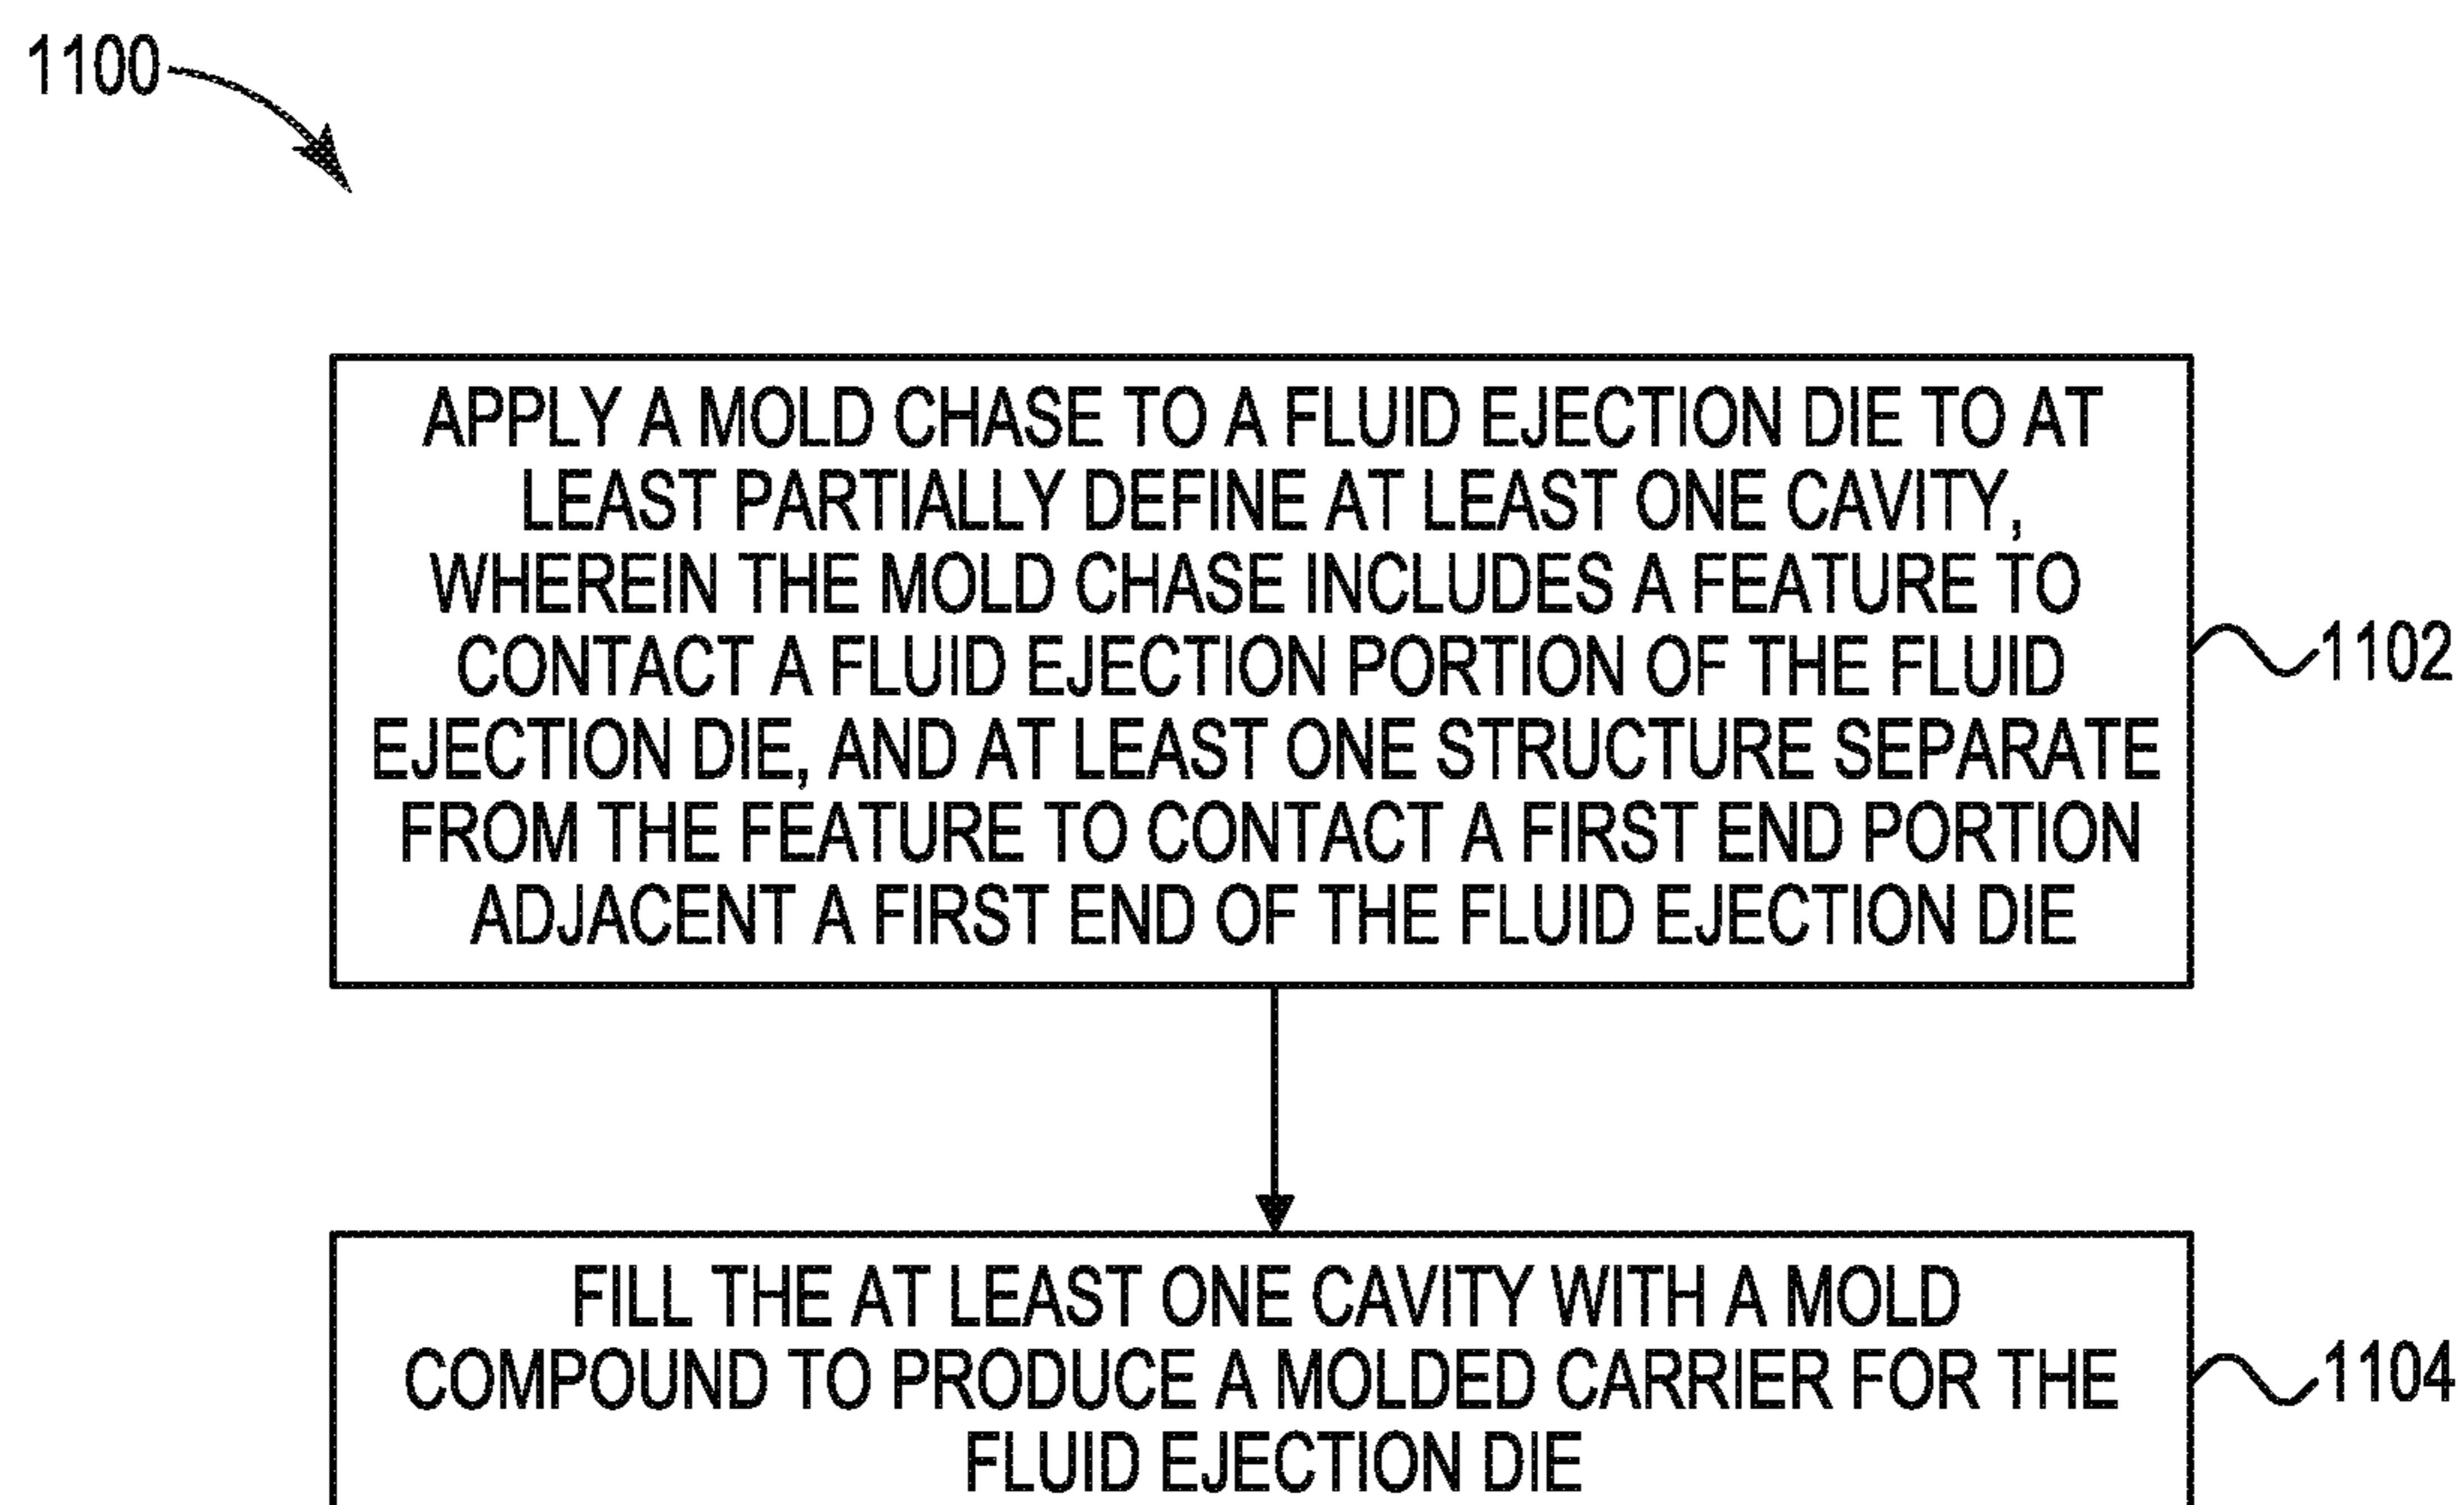 1100
APPLY A MOLD CHASE TO A FLUID EJECTION DIE TO AT
LEAST PARTIALLY DEFINE AT LEAST ONE CAVITY,
WHEREIN THE MOLD CHASE INCLUDES A FEATURE TO
CONTACT A FLUID EJECTION PORTION OF THE FLUID
EJECTION DIE, AND AT LEAST ONE STRUCTURE SEPARATE
FROM THE FEATURE TO CONTACT A FIRST END PORTION
ADJACENT A FIRST END OF THE FLUID EJECTION DIE
1102
FILL THE AT LEAST ONE CAVITY WITH A MOLD
COMPOUND TO PRODUCE A MOLDED CARRIER FOR THE
FLUID EJECTION DIE
1104